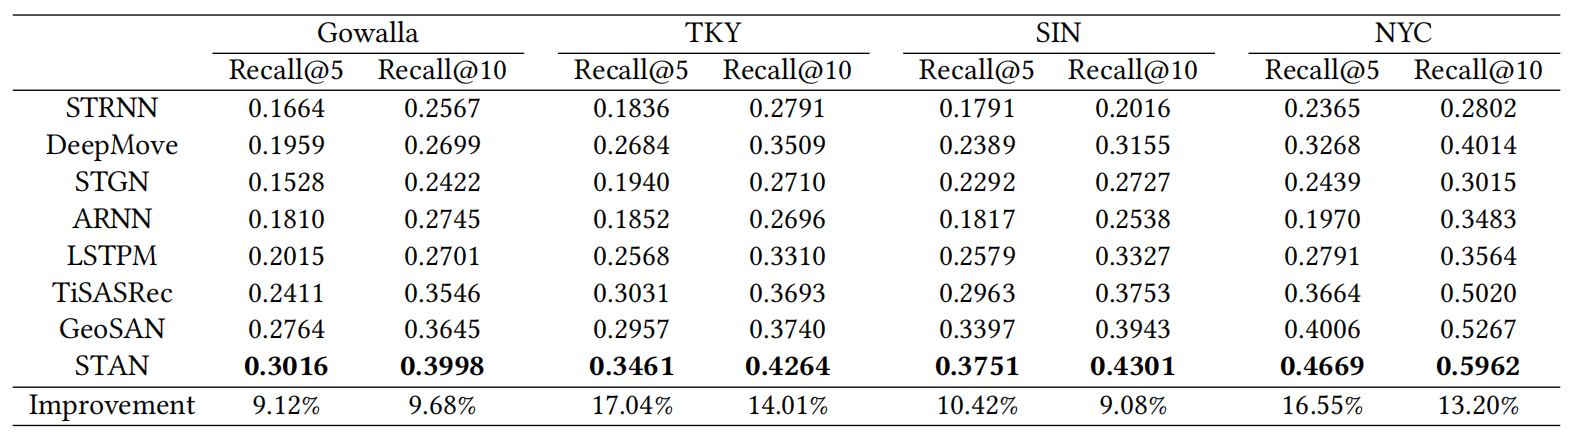 Gowalla TKY SIN NYC
Recall@5 Recall@10 Recall@5 Recall@10 Recall@5 Recall@10 Recall@5 Recall@10
STRNN 0.1664 0.2567 0.1836 0.2791 0.1791 0.2016 0.2365 0.2802
DeepMove 0.1959 0.2699 0.2684 0.3509 0.2389 0.3155 0.3268 0.4014
STGN 0.1528 0.2422 0.1940 0.2710 0.2292 0.2727 0.2439 0.3015
ARNN 0.1810 0.2745 0.1852 0.2696 0.1817 0.2538 0.1970 0.3483
LSTPM 0.2015 0.2701 0.2568 0.3310 0.2579 0.3327 0.2791 0.3564
TiSASRec 0.2411 0.3546 0.3031 0.3693 0.2963 0.3753 0.3664 0.5020
GeoSAN 0.2764 0.3645 0.2957 0.3740 0.3397 0.3943 0.4006 0.5267
STAN 0.3016 0.3998 0.3461 0.4264 0.3751 0.4301 0.4669 0.5962
Improvement 9.12% 9.68% 17.04% 14.01% 10.42% 9.08% 16.55% 13.20%